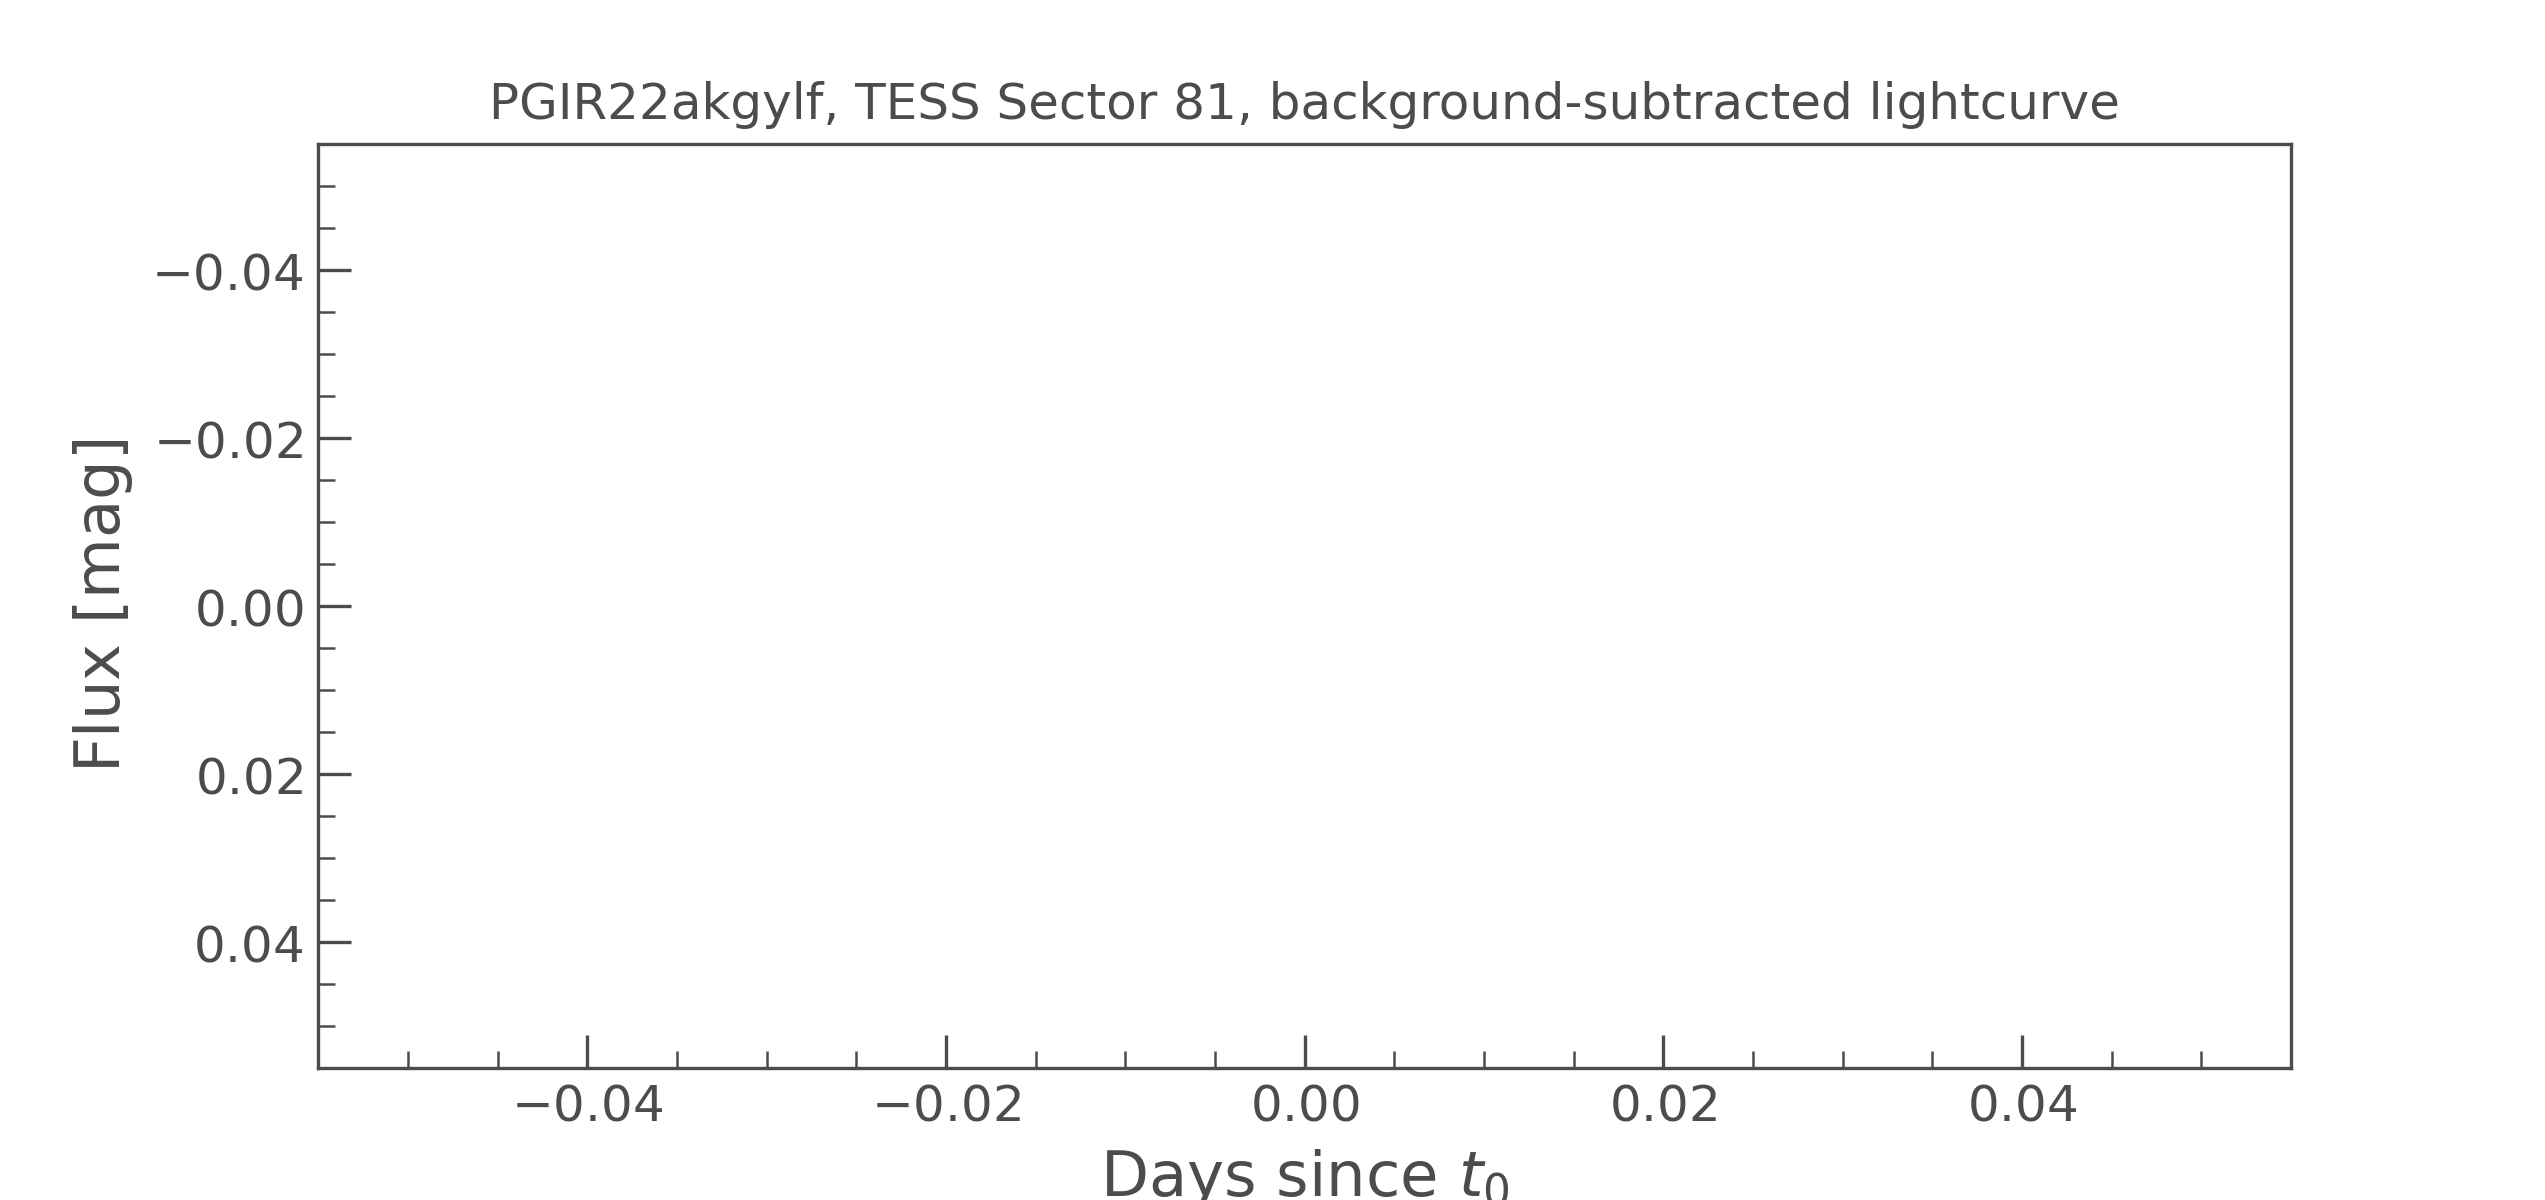 PGIR22akgylf, TESS Sector 81, background-subtracted lightcurve
−0.04
−0.02
0.00
0.02
0.04
Flux [mag]
−0.04 −0.02 0.00 0.02 0.04
Days since t₀